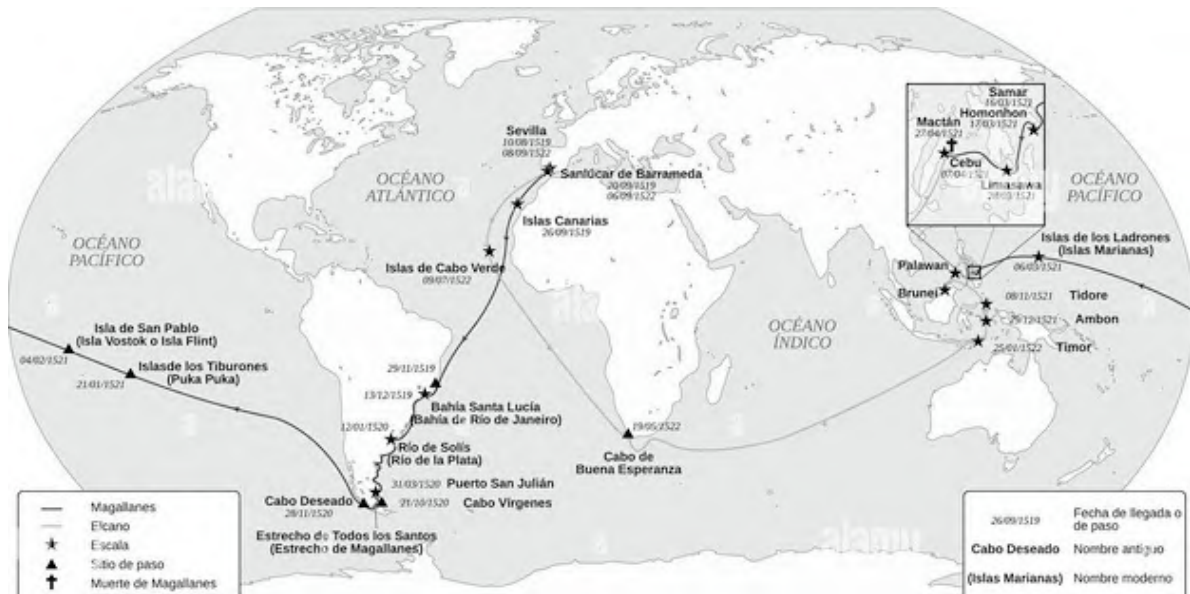 Samar
16/03/1521
Homonhon
17/03/1521
Mactán
27/04/1521
Cebu
07/04/1521
Limasawa
28/03/1521
Sevilla
10/08/1519
08/09/1522
Sanlúcar de Barrameda
20/09/1519
06/09/1522
OCÉANO
ATLÁNTICO
OCÉANO
PACÍFICO
Islas Canarias
26/09/1519
OCÉANO
PACÍFICO
Islas de los Ladrones
(Islas Marianas)
06/03/1521
Islas de Cabo Verde
09/07/1522
Palawan
Brunei
08/11/1521 Tidore
29/12/1521 Ambon
25/01/1522 Timor
OCÉANO
ÍNDICO
Isla de San Pablo
(Isla Vostok o Isla Flint)
04/02/1521
Islasde los Tiburones
(Puka Puka)
21/01/1521
29/11/1519
13/12/1519
Bahía Santa Lucía
(Bahía de Río de Janeiro)
12/01/1520
Río de Solís
(Río de la Plata)
19/05/1522
Cabo de
Buena Esperanza
31/03/1520 Puerto San Julián
21/10/1520 Cabo Vírgenes
Cabo Deseado
28/11/1520
Estrecho de Todos los Santos
(Estrecho de Magallanes)
Magallanes
Elcano
Escala
Sitio de paso
Muerte de Magallanes
26/09/1519 Fecha de llegada o
de paso
Cabo Deseado Nombre antiguo
(Islas Marianas) Nombre moderno
alamy